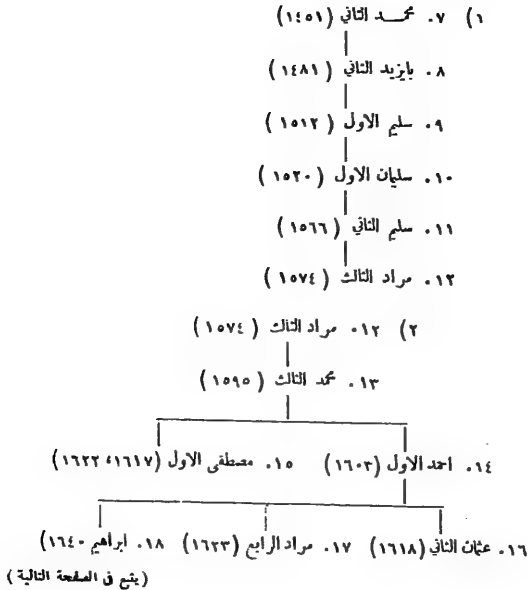 ١) ٧. محمد الثاني (١٤٥١)
٨. بايزيد الثاني (١٤٨١)
٩. سليم الاول (١٥١٢)
١٠. سليمان الاول (١٥٢٠)
١١. سليم الثاني (١٥٦٦)
١٢. مراد الثالث (١٥٧٤)
٢) ١٢. مراد الثالث (١٥٧٤)
١٣. محمد الثالث (١٥٩٥)
١٤. احمد الاول (١٦٠٣) ١٥. مصطفى الاول (١٦١٧، ١٦٢٢)
١٦. عثمان الثاني (١٦١٨) ١٧. مراد الرابع (١٦٢٣) ١٨. ابراهيم ١٦٤٠)
(يتبع في الصفحة التالية)